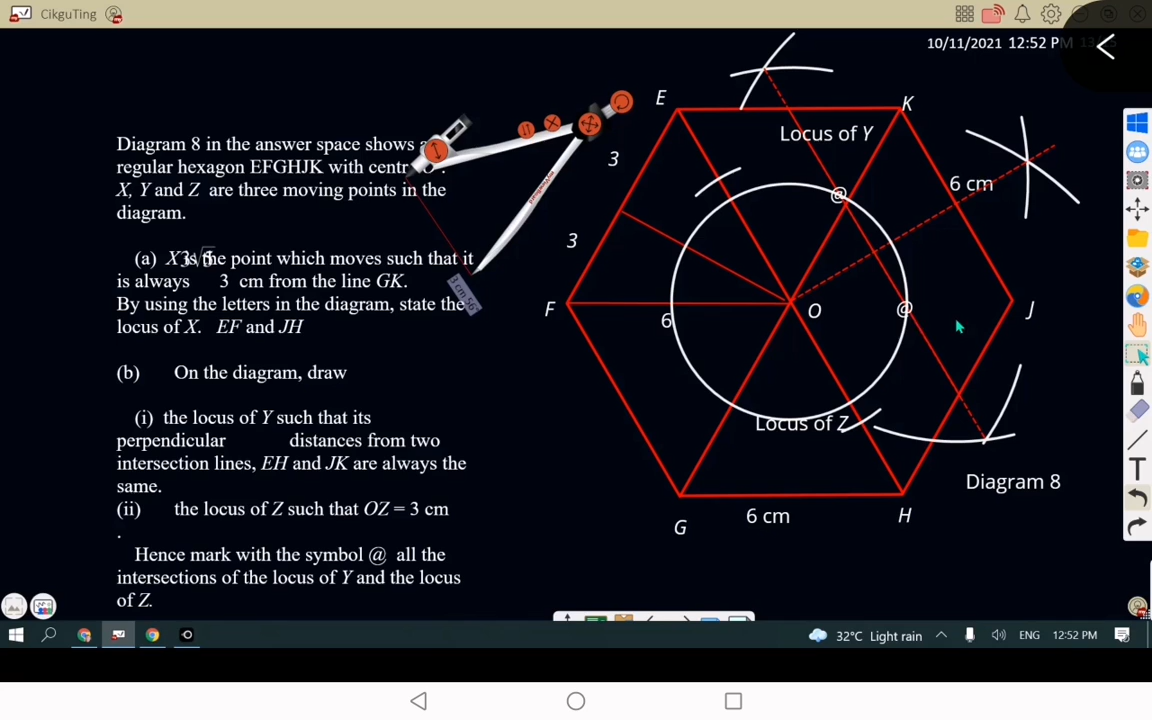 CikguTing
10/11/2021 12:52 PM
Diagram 8 in the answer space shows a
regular hexagon EFGHJK with centr
X, Y and Z are three moving points in the
diagram.
(a) X is the point which moves such that it
is always 3 cm from the line GK.
By using the letters in the diagram, state the
locus of X. EF and JH
(b) On the diagram, draw
(i) the locus of Y such that its
perpendicular distances from two
intersection lines, EH and JK are always the
same.
(ii) the locus of Z such that OZ = 3 cm
.
Hence mark with the symbol @ all the
intersections of the locus of Y and the locus
of Z.
E
K
Locus of Y
3
6 cm
@
3
F
O
@
J
6
Locus of Z
Diagram 8
6 cm
G
H
32°C Light rain
ENG
12:52 PM